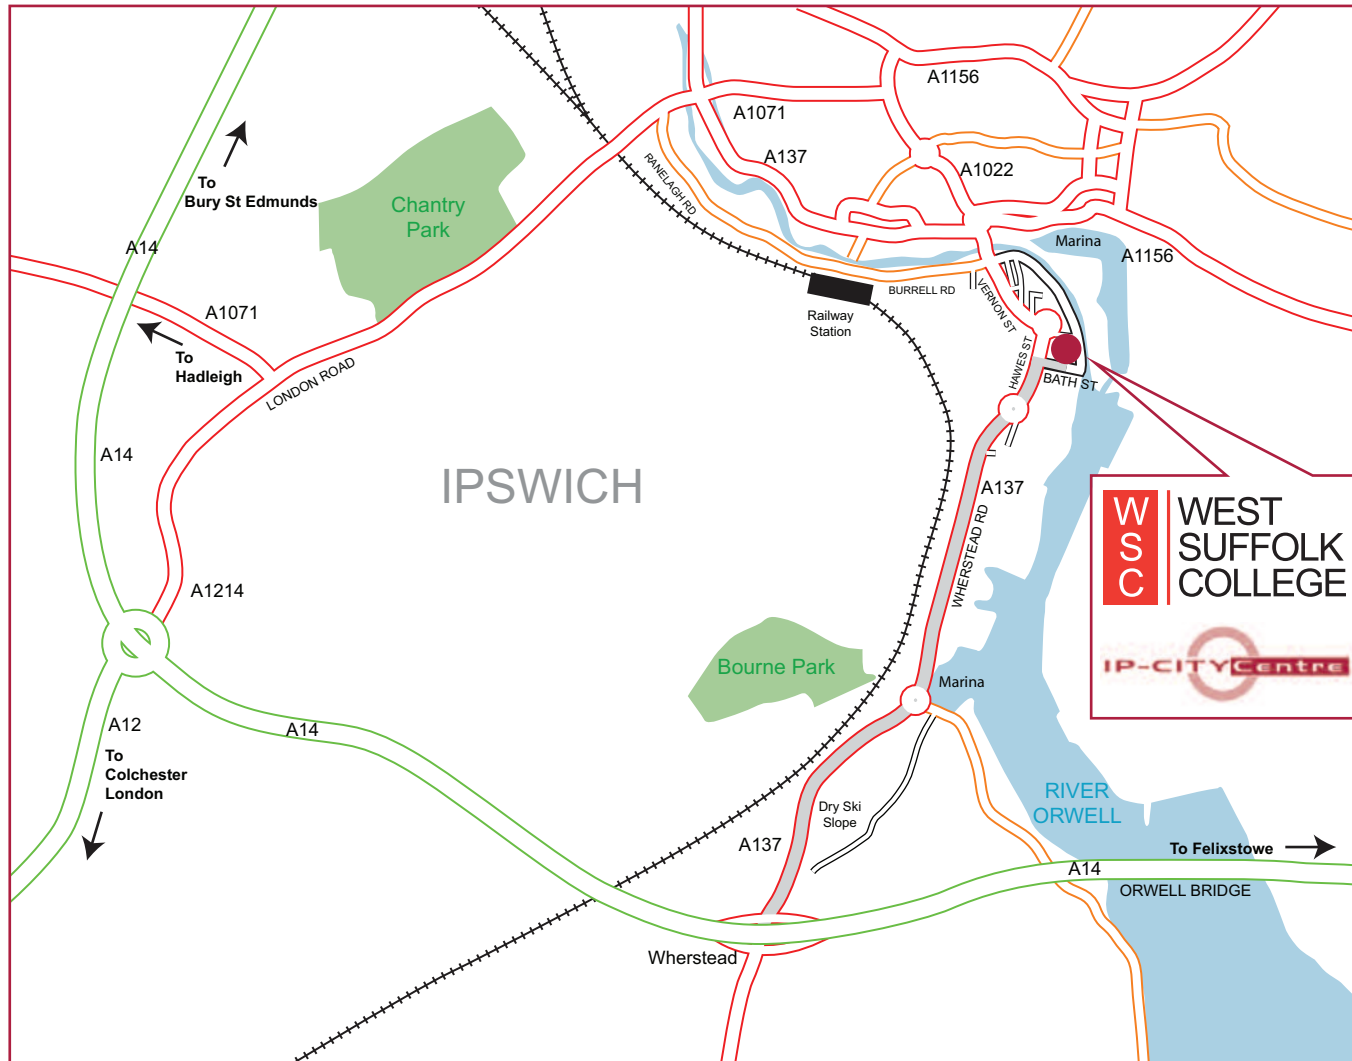 A1156
A1071
A137
A1022
RANELAGH RD
To
Bury St Edmunds
Chantry
Park
A14
Marina
A1156
A1071
BURRELL RD
VERNON ST
Railway
Station
To
Hadleigh
LONDON ROAD
HAWES ST
BATH ST
A14
IPSWICH
A137
WHERSTEAD RD
W
S
C
WEST
SUFFOLK
COLLEGE
A1214
IP-CITY Centre
Bourne Park
Marina
A12
A14
To
Colchester
London
RIVER
ORWELL
Dry Ski
Slope
A137
To Felixstowe
A14
ORWELL BRIDGE
Wherstead